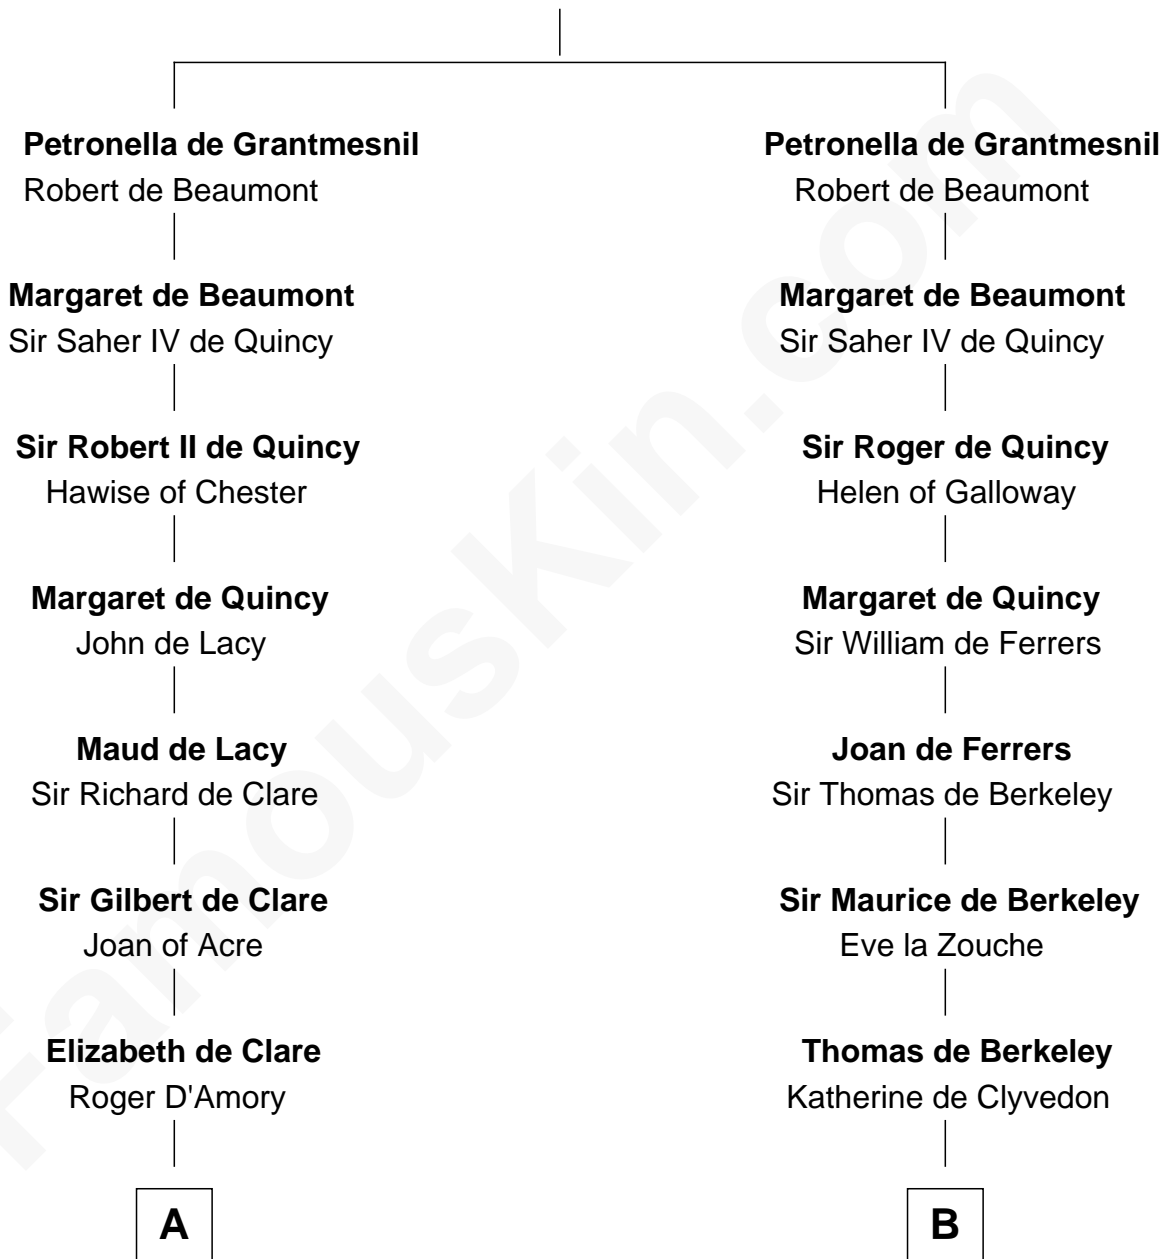 Petronella de Grantmesnil
Robert de Beaumont
Margaret de Beaumont
Sir Saher IV de Quincy
Sir Robert II de Quincy
Hawise of Chester
Margaret de Quincy
John de Lacy
Maud de Lacy
Sir Richard de Clare
Sir Gilbert de Clare
Joan of Acre
Elizabeth de Clare
Roger D'Amory
A
Petronella de Grantmesnil
Robert de Beaumont
Margaret de Beaumont
Sir Saher IV de Quincy
Sir Roger de Quincy
Helen of Galloway
Margaret de Quincy
Sir William de Ferrers
Joan de Ferrers
Sir Thomas de Berkeley
Sir Maurice de Berkeley
Eve la Zouche
Thomas de Berkeley
Katherine de Clyvedon
B
FamousKin.com